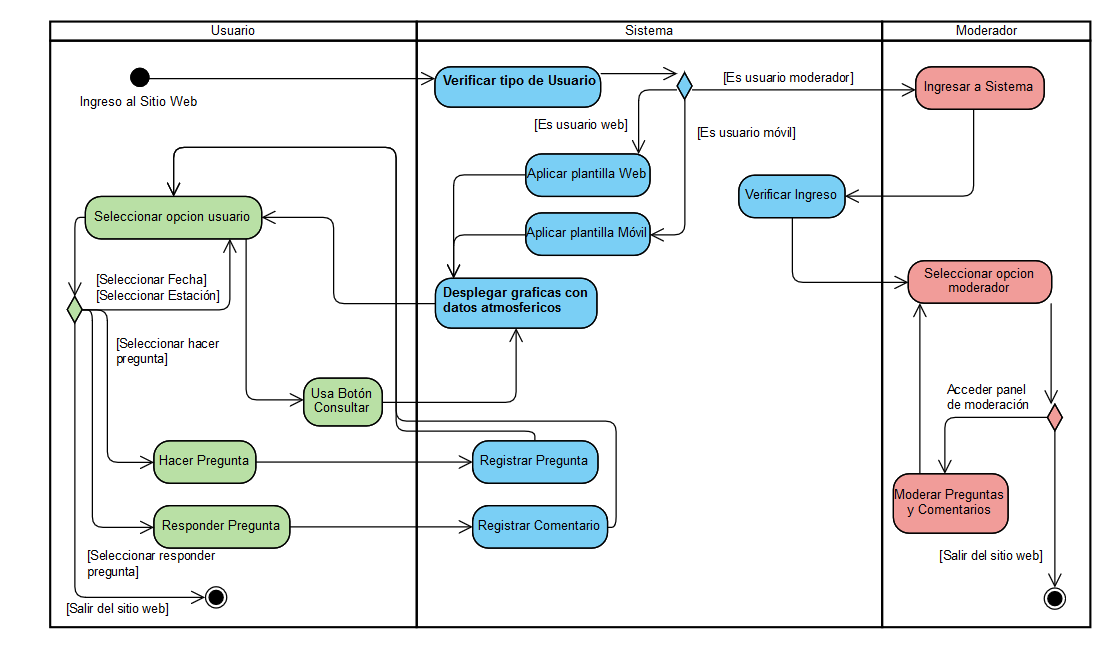 Usuario
Sistema
Moderador
Ingreso al Sitio Web
Verificar tipo de Usuario
[Es usuario moderador]
Ingresar a Sistema
[Es usuario web]
[Es usuario móvil]
Aplicar plantilla Web
Verificar Ingreso
Seleccionar opcion usuario
Aplicar plantilla Móvil
[Seleccionar Fecha]
[Seleccionar Estación]
Desplegar graficas con
datos atmosfericos
Seleccionar opcion
moderador
[Seleccionar hacer
pregunta]
Usa Botón
Consultar
Acceder panel
de moderación
Hacer Pregunta
Registrar Pregunta
Moderar Preguntas
y Comentarios
Responder Pregunta
Registrar Comentario
[Seleccionar responder
pregunta]
[Salir del sitio web]
[Salir del sitio web]